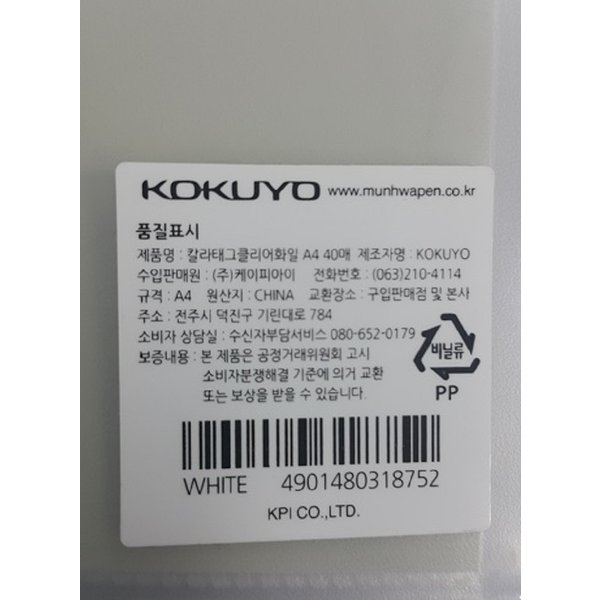 KOKUYO www.munhwapen.co.kr
품질표시
제품명 : 칼라태그클리어화일 A4 40매 제조자명 : KOKUYO
수입판매원 : (주)케이피아이 전화번호 : (063)210-4114
규격 : A4 원산지 : CHINA 교환장소 : 구입판매점 및 본사
주소 : 전주시 덕진구 기린대로 784
소비자 상담실 : 수신자부담서비스 080-652-0179
보증내용 : 본 제품은 공정거래위원회 고시
소비자분쟁해결 기준에 의거 교환
또는 보상을 받을 수 있습니다.
비닐류
PP
WHITE 4901480318752
KPI CO.,LTD.